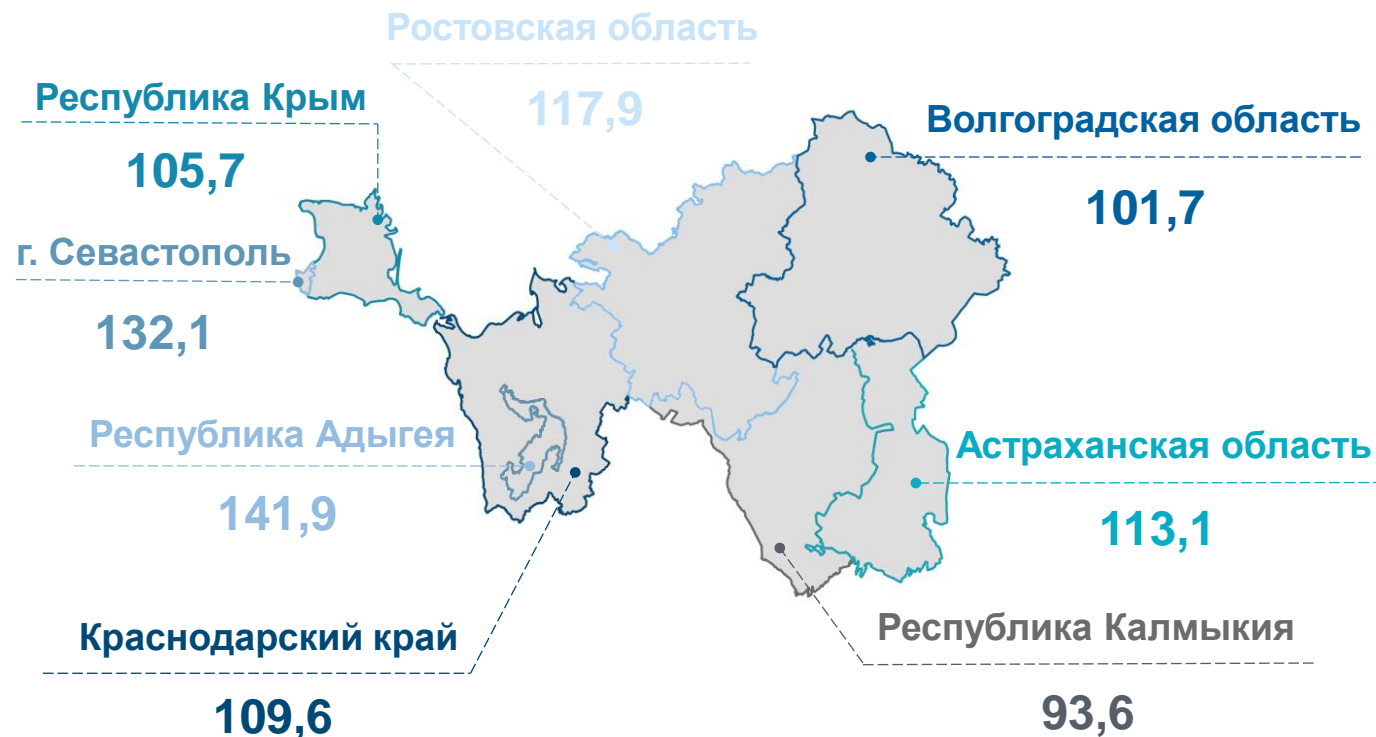 Ростовская область
117,9
Республика Крым
105,7
Волгоградская область
101,7
г. Севастополь
132,1
Республика Адыгея
141,9
Астраханская область
113,1
Краснодарский край
109,6
Республика Калмыкия
93,6